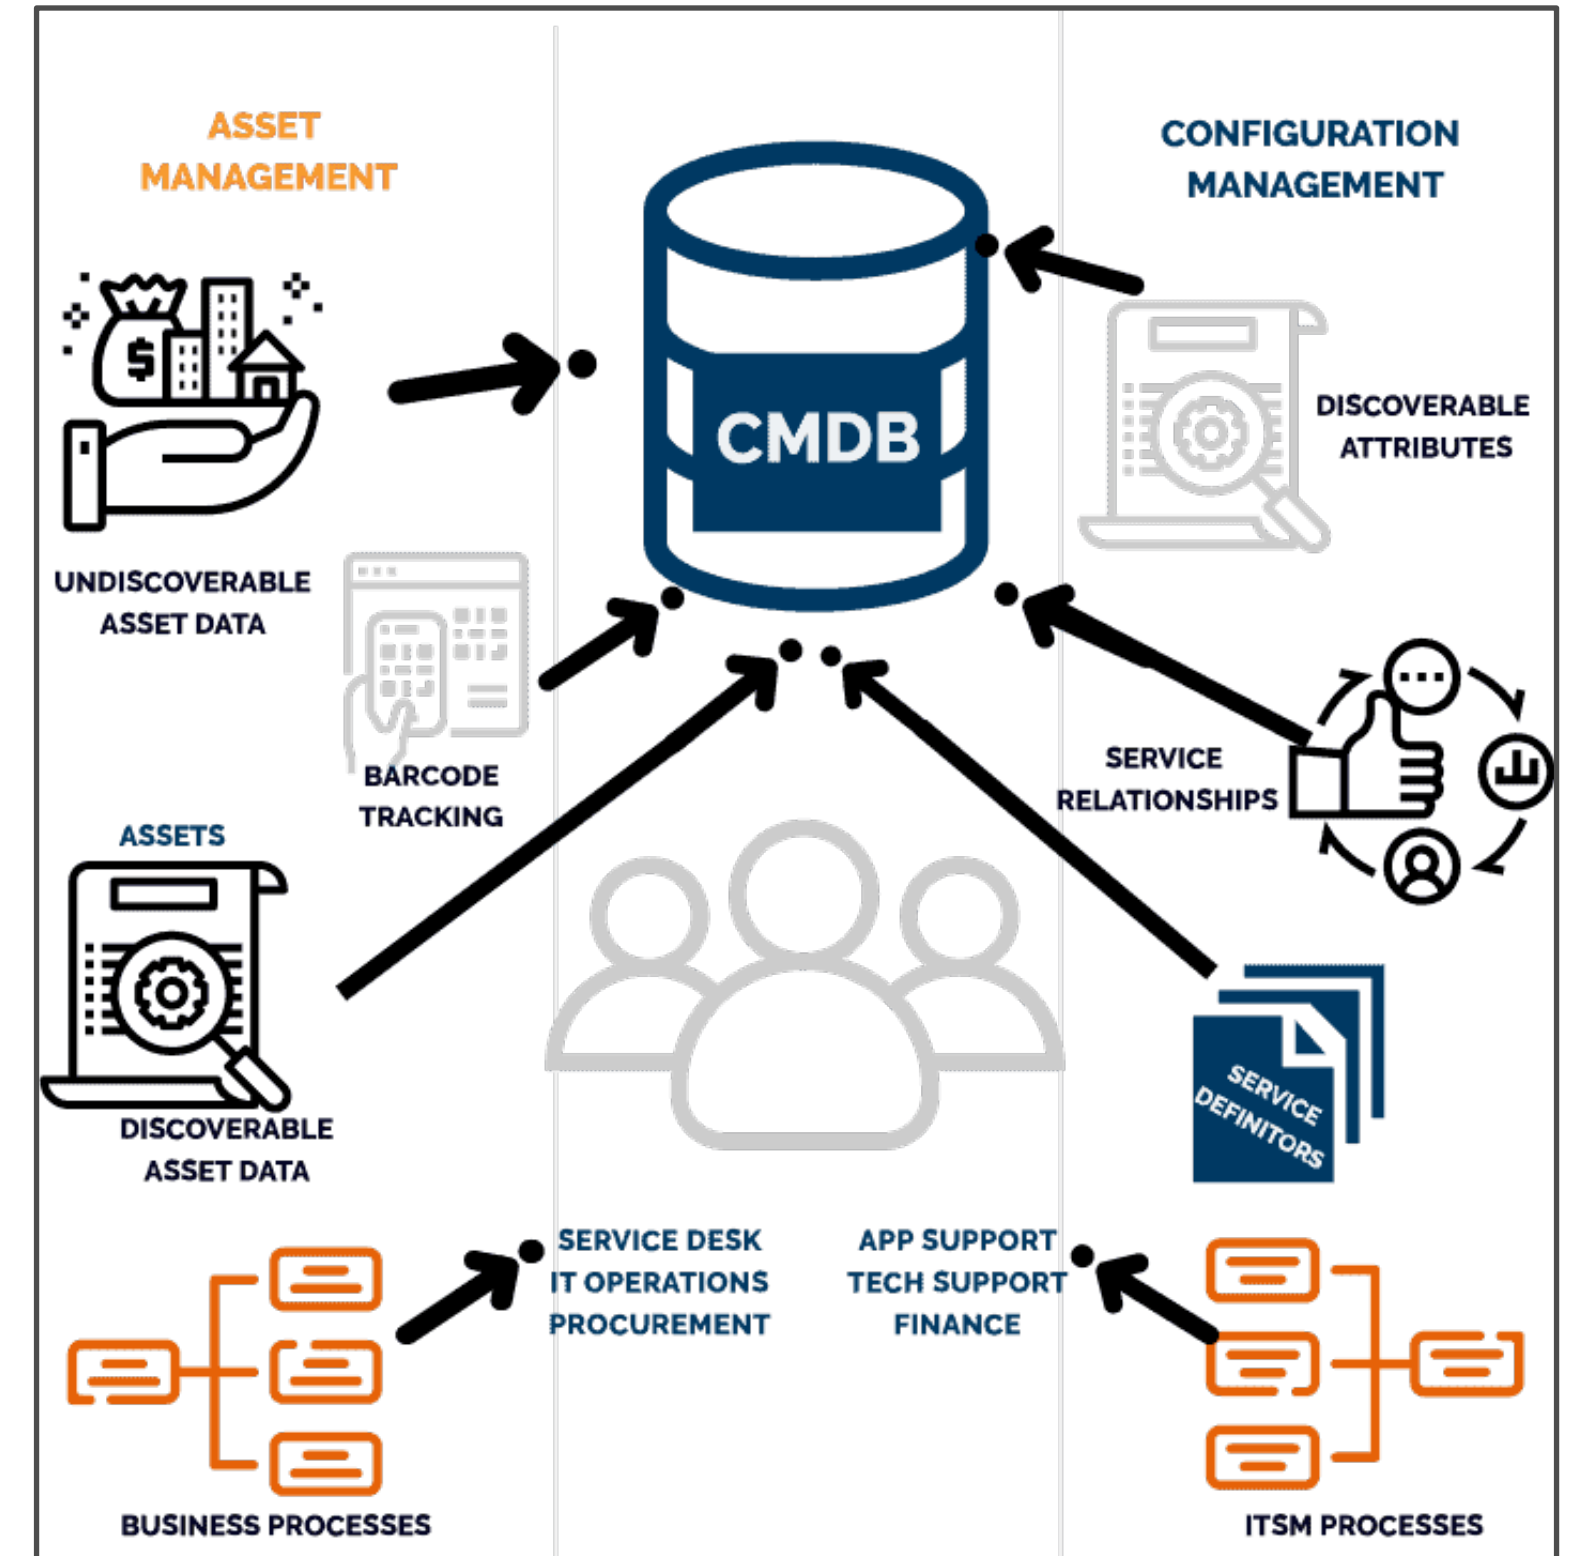 ASSET
MANAGEMENT
CONFIGURATION
MANAGEMENT
$
CMDB
DISCOVERABLE
ATTRIBUTES
UNDISCOVERABLE
ASSET DATA
BARCODE
TRACKING
SERVICE
RELATIONSHIPS
ASSETS
DISCOVERABLE
ASSET DATA
SERVICE
DEFINITORS
SERVICE DESK
IT OPERATIONS
PROCUREMENT
APP SUPPORT
TECH SUPPORT
FINANCE
BUSINESS PROCESSES
ITSM PROCESSES